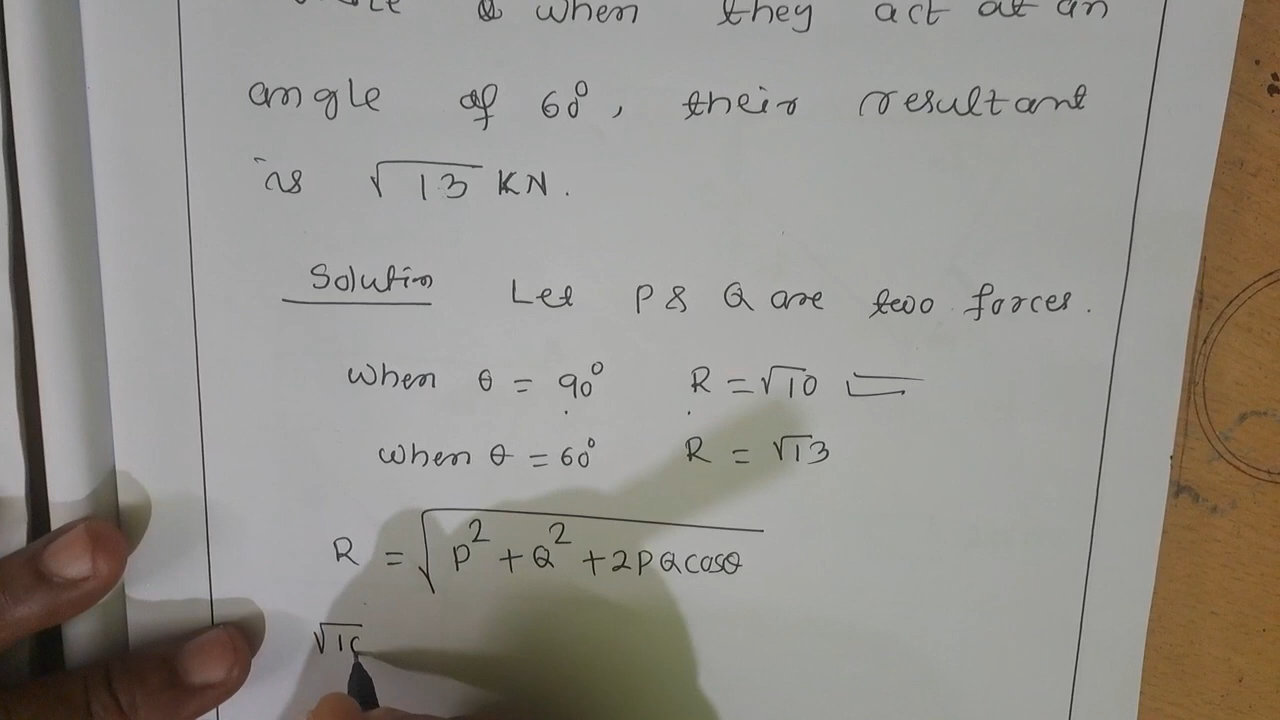 & when they act at an
angle of 60°, their resultant
is √13 KN.
Solution Let P & Q are two forces.
When θ = 90° R = √10
when θ = 60° R = √13
R = √P² + Q² + 2PQcosθ
√10